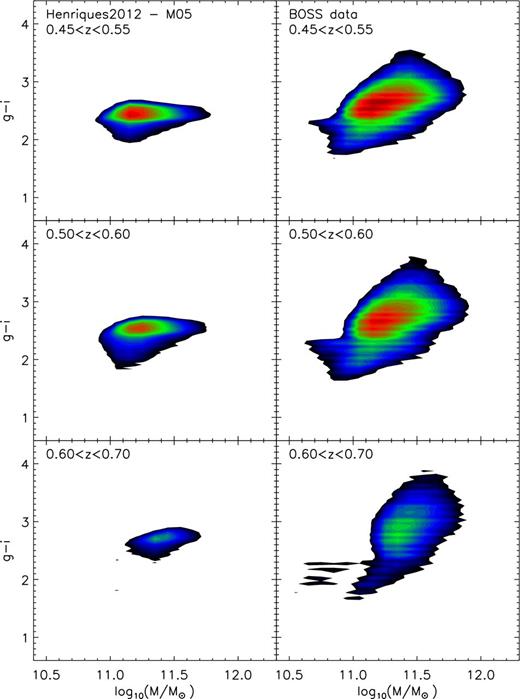 Henriques2012 – M05
0.45<z<0.55
BOSS data
0.45<z<0.55
4
3
2
1
g–i
0.50<z<0.60
0.50<z<0.60
4
3
2
1
g–i
0.60<z<0.70
0.60<z<0.70
4
3
2
1
g–i
10.5 11.0 11.5 12.0
10.5 11.0 11.5 12.0
log₁₀(M/M☉)
log₁₀(M/M☉)